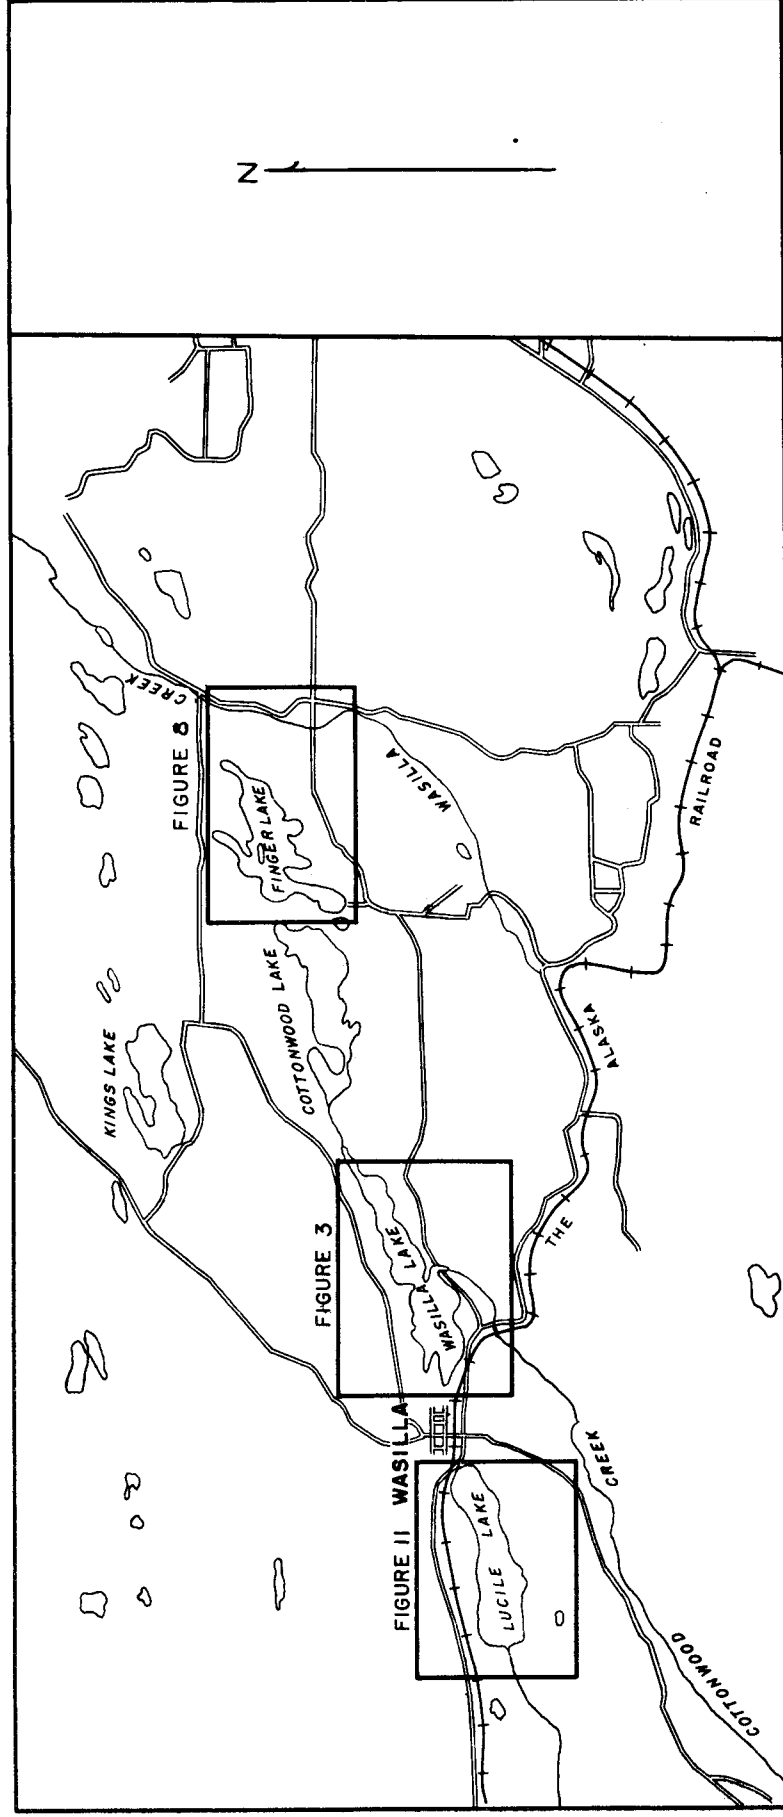 N
CREEK
FIGURE 8
FINGER LAKE
WASILLA
RAILROAD
KINGS LAKE
COTTONWOOD LAKE
ALASKA
THE
FIGURE 3
WASILLA LAKE
WASILLA
FIGURE 11
LUCILE LAKE
CREEK
COTTONWOOD